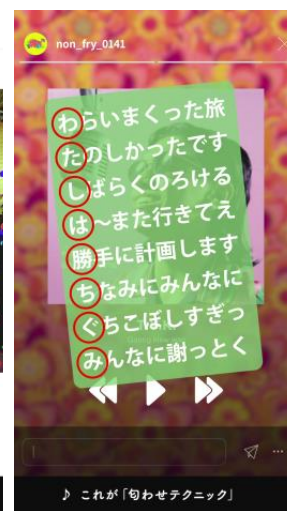 non_fry_0141
わらいまくった旅
たのしかったです
しばらくのろける
は〜また行きてえ
勝手に計画します
ちなみにみんなに
ぐちこぼしすぎっ
みんなに謝っとく
♪ これが「匂わせテクニック」